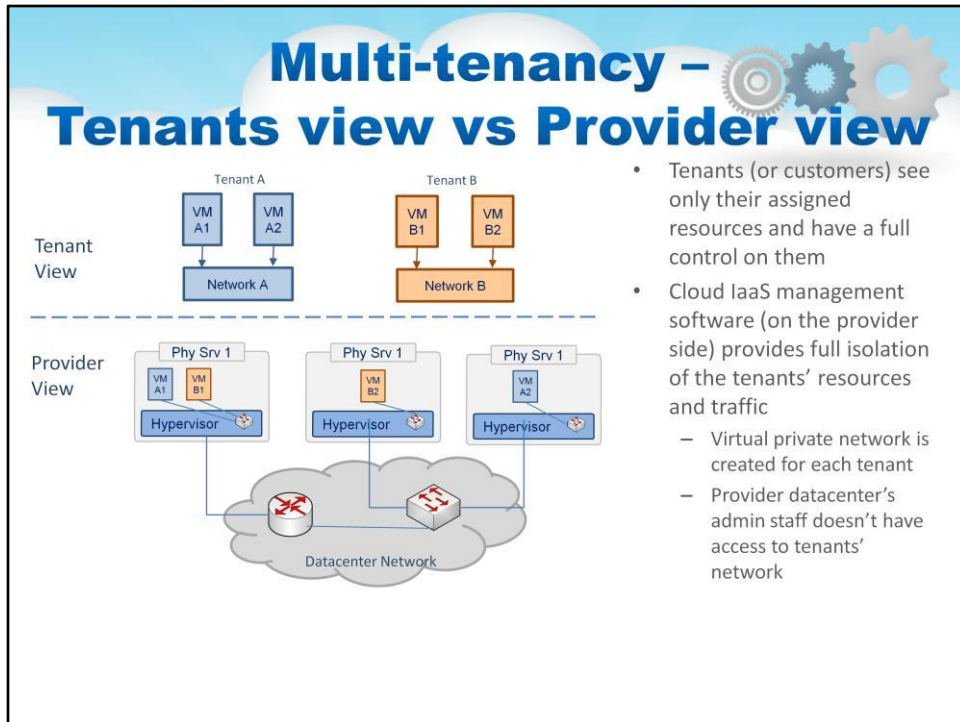 Multi-tenancy –
Tenants view vs Provider view
Tenant A
Tenant B
VM
A1
VM
A2
VM
B1
VM
B2
Tenant
View
Network A
Network B
Provider
View
Phy Srv 1
VM
A1
VM
B1
Hypervisor
Phy Srv 1
VM
B2
Hypervisor
Phy Srv 1
VM
A2
Hypervisor
Datacenter Network
• Tenants (or customers) see
only their assigned
resources and have a full
control on them
• Cloud IaaS management
software (on the provider
side) provides full isolation
of the tenants’ resources
and traffic
– Virtual private network is
created for each tenant
– Provider datacenter’s
admin staff doesn’t have
access to tenants’
network